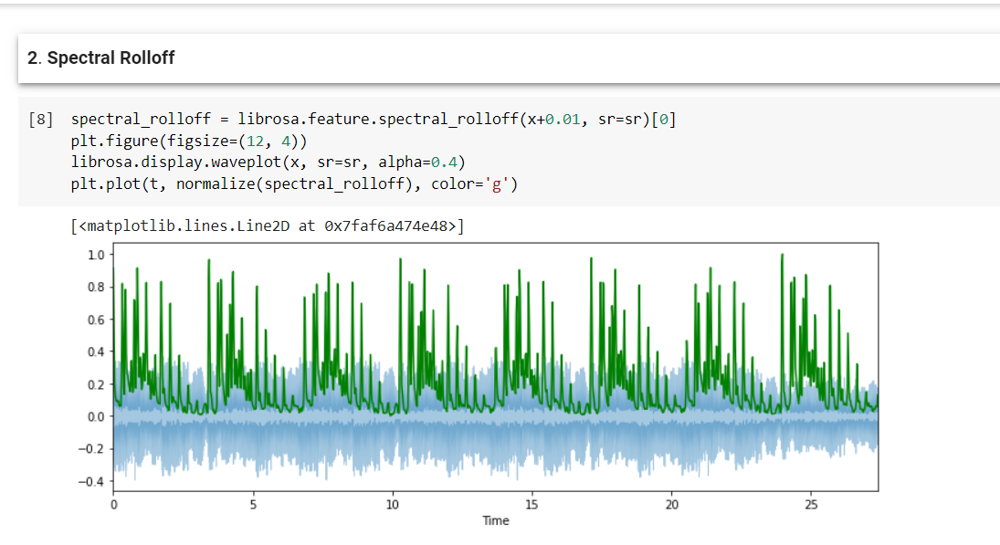 2. Spectral Rolloff
[8] spectral_rolloff = librosa.feature.spectral_rolloff(x+0.01, sr=sr)[0]
plt.figure(figsize=(12, 4))
librosa.display.waveplot(x, sr=sr, alpha=0.4)
plt.plot(t, normalize(spectral_rolloff), color='g')
[<matplotlib.lines.Line2D at 0x7faf6a474e48>]
1.0
0.8
0.6
0.4
0.2
0.0
−0.2
−0.4
0 5 10 15 20 25
Time